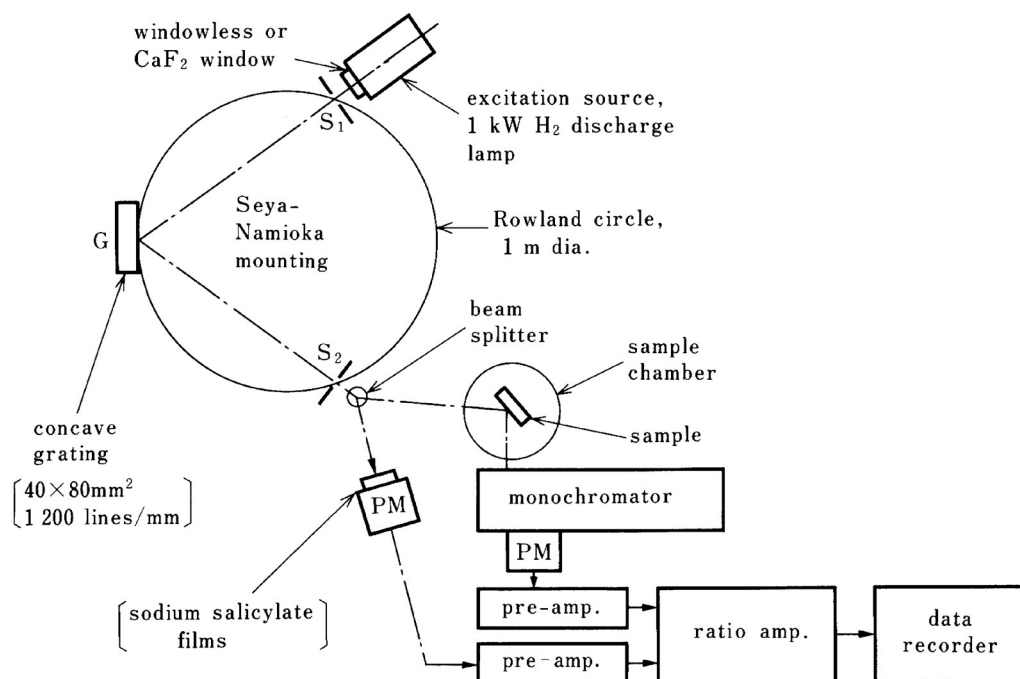 windowless or
CaF₂ window
S₁
excitation source,
1 kW H₂ discharge
lamp
G
Seya-
Namioka
mounting
Rowland circle,
1 m dia.
S₂
beam
splitter
sample
chamber
sample
concave
grating
40×80mm²
1 200 lines/mm
PM
monochromator
PM
sodium salicylate
films
pre-amp.
pre-amp.
ratio amp.
data
recorder